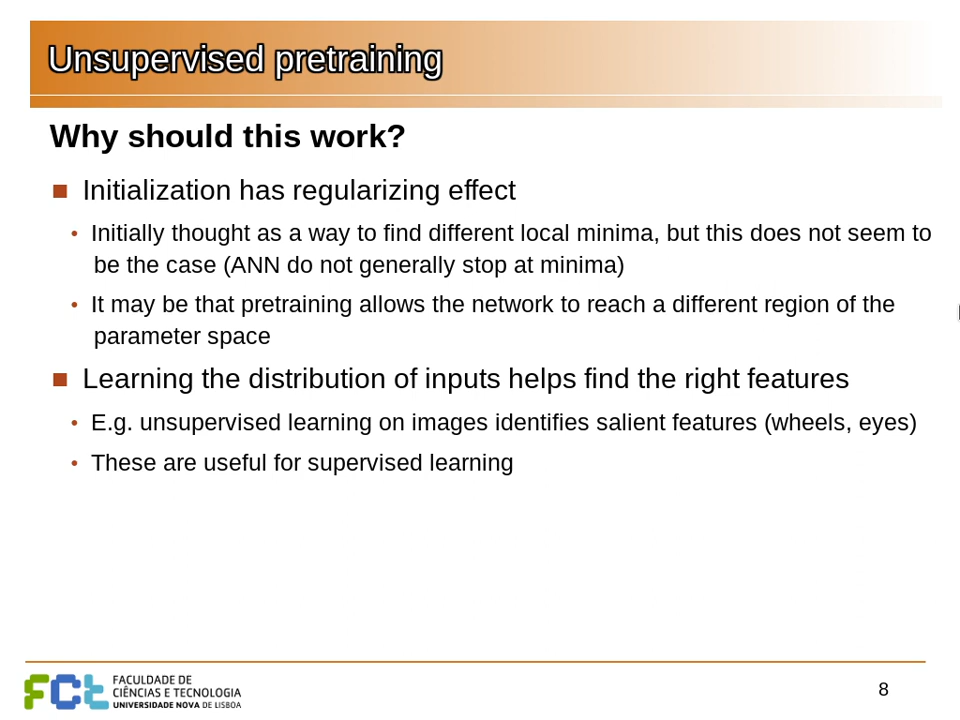 Unsupervised pretraining
Why should this work?
■ Initialization has regularizing effect
• Initially thought as a way to find different local minima, but this does not seem to
be the case (ANN do not generally stop at minima)
• It may be that pretraining allows the network to reach a different region of the
parameter space
■ Learning the distribution of inputs helps find the right features
• E.g. unsupervised learning on images identifies salient features (wheels, eyes)
• These are useful for supervised learning
FCt
FACULDADE DE
CIÊNCIAS E TECNOLOGIA
UNIVERSIDADE NOVA DE LISBOA
8